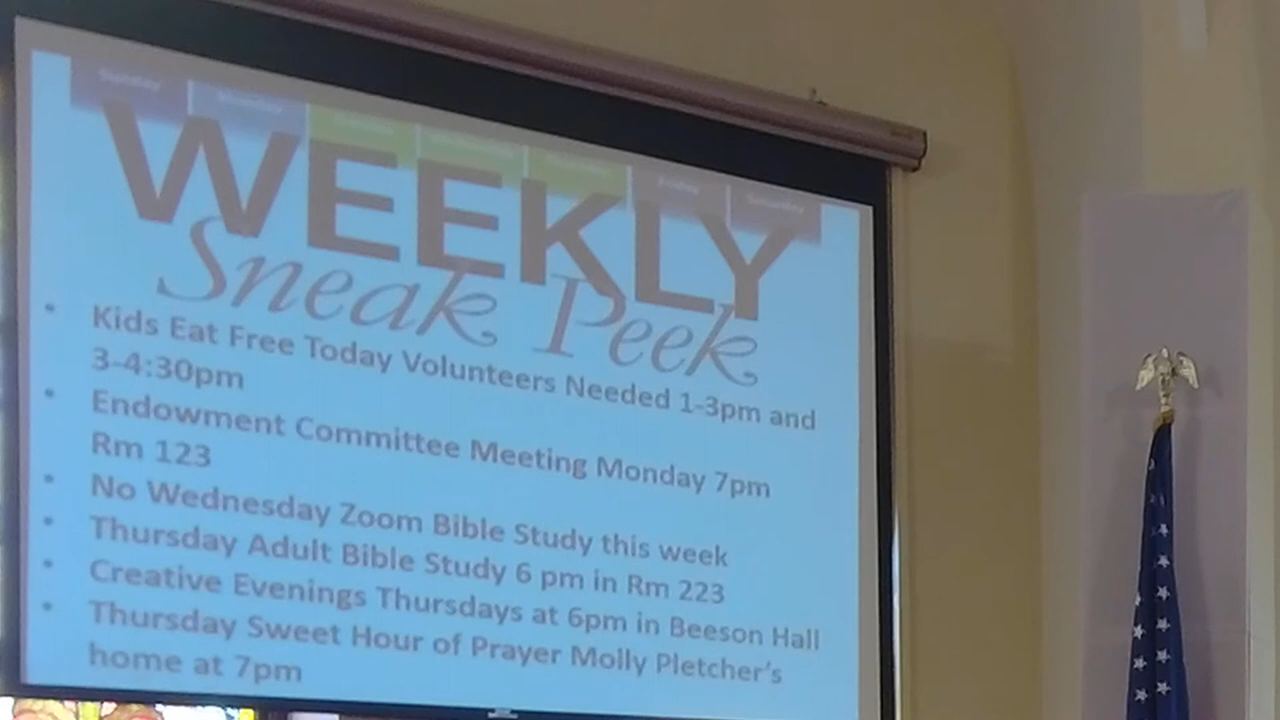 Sunday
WEEKLY
Sneak Peek
• Kids Eat Free Today Volunteers Needed 1-3pm and
3-4:30pm
• Endowment Committee Meeting Monday 7pm
Rm 123
• No Wednesday Zoom Bible Study this week
• Thursday Adult Bible Study 6 pm in Rm 223
• Creative Evenings Thursdays at 6pm in Beeson Hall
• Thursday Sweet Hour of Prayer Molly Pletcher's
home at 7pm